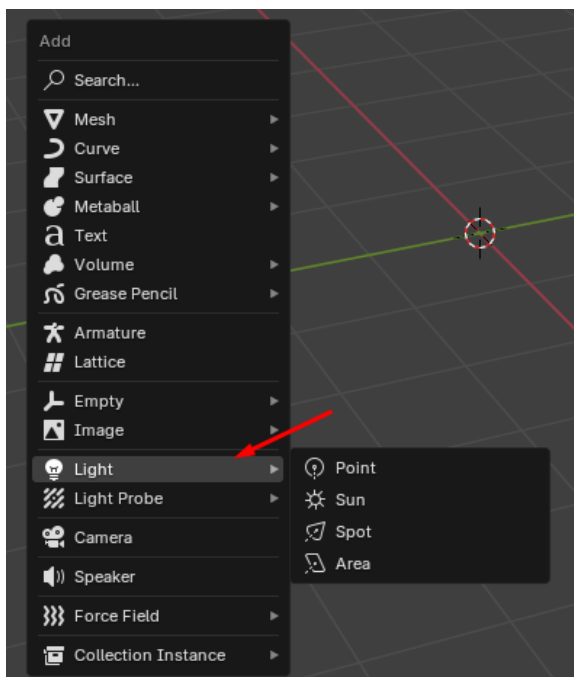 Add
Search...
Mesh
Curve
Surface
Metaball
Text
Volume
Grease Pencil
Armature
Lattice
Empty
Image
Light
Light Probe
Camera
Speaker
Force Field
Collection Instance
Point
Sun
Spot
Area